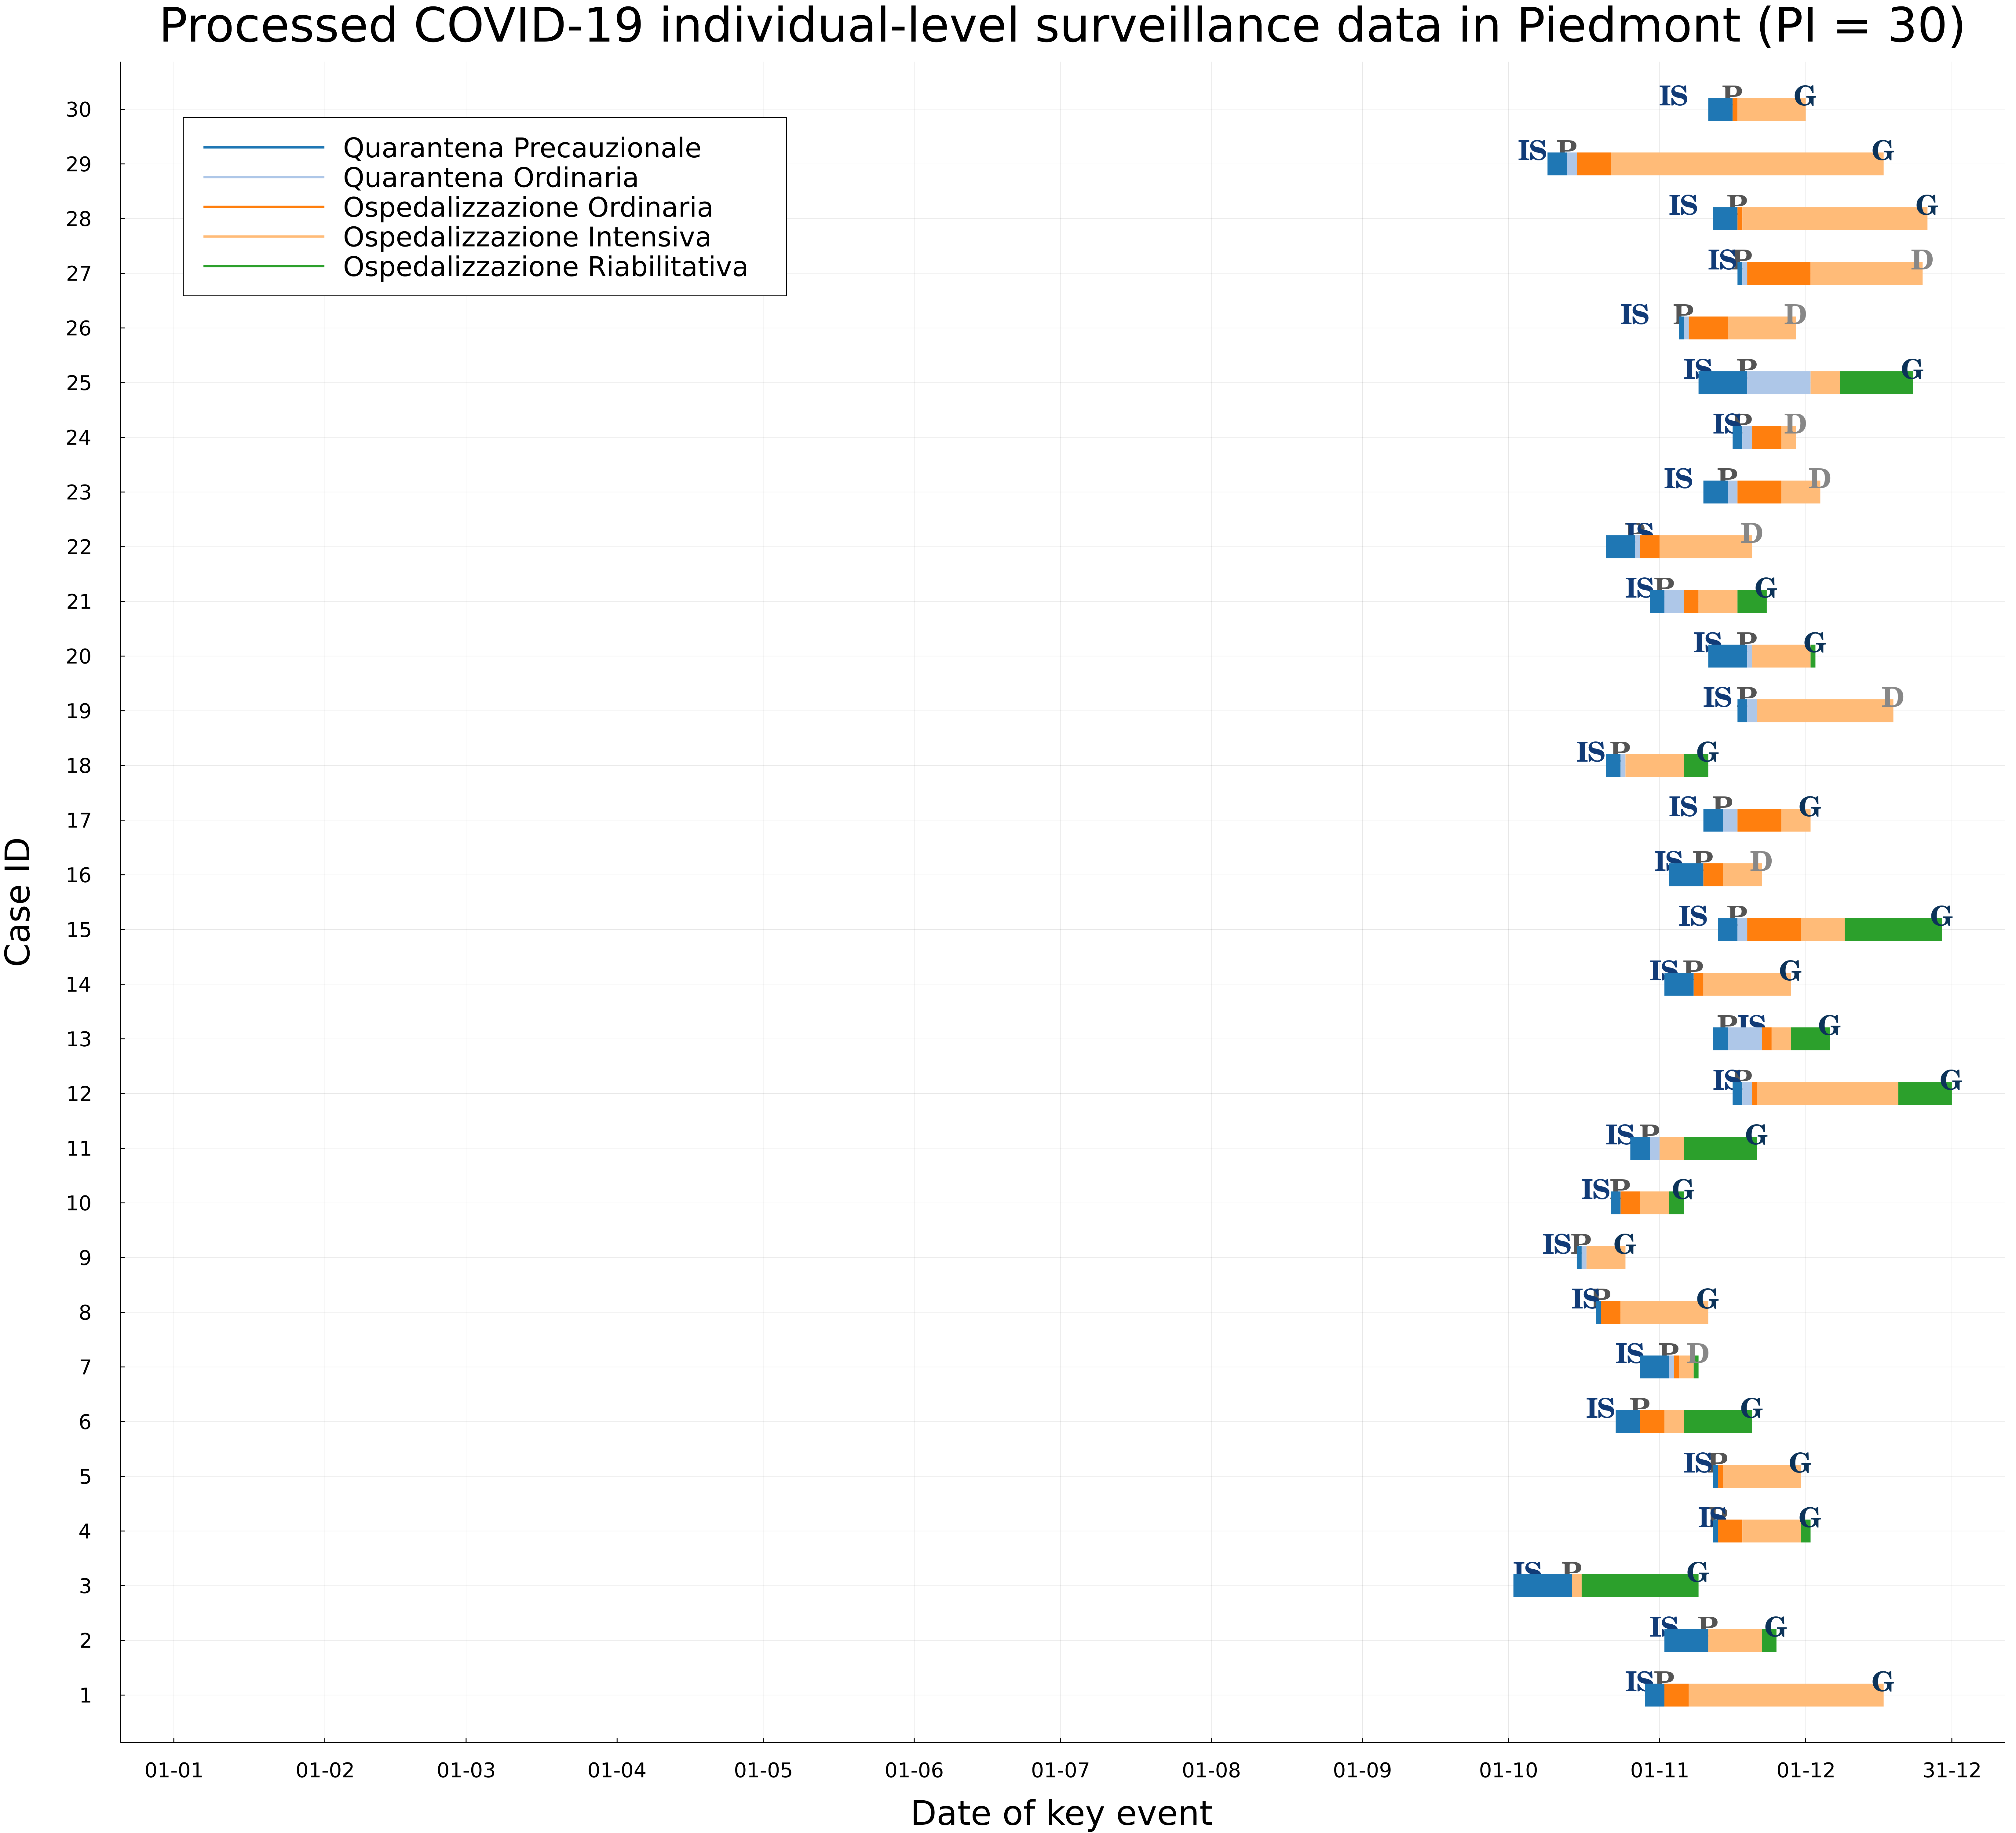 Processed COVID-19 individual-level surveillance data in Piedmont (PI = 30)
Quarantena Precauzionale
Quarantena Ordinaria
Ospedalizzazione Ordinaria
Ospedalizzazione Intensiva
Ospedalizzazione Riabilitativa
Case ID
30 IS P G
29 IS P G
28 IS P G
27 IS P D
26 IS P D
25 IS P G
24 IS P D
23 IS P D
22 P IS D
21 IS P G
20 IS P G
19 IS P D
18 IS P G
17 IS P G
16 IS P D
15 IS P G
14 IS P G
13 P IS G
12 IS P G
11 IS P G
10 IS P G
9 IS P G
8 IS P G
7 IS P D
6 IS P G
5 IS P G
4 IS P G
3 IS P G
2 IS P G
1 IS P G
01-01 01-02 01-03 01-04 01-05 01-06 01-07 01-08 01-09 01-10 01-11 01-12 31-12
Date of key event